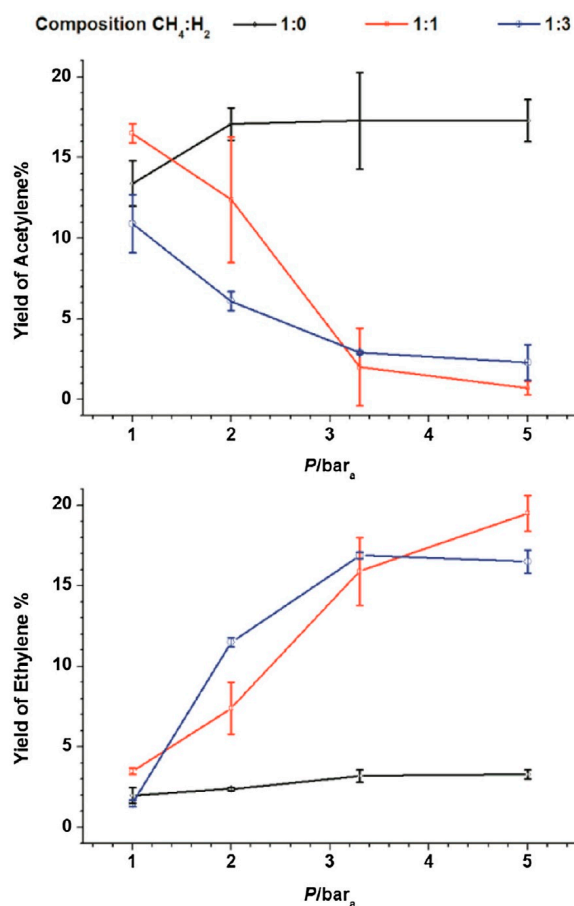 Composition CH₄:H₂ 1:0 1:1 1:3
20
15
10
5
0
Yield of Acetylene%
1 2 3 4 5
P/barₐ
20
15
10
5
0
Yield of Ethylene %
1 2 3 4 5
P/barₐ